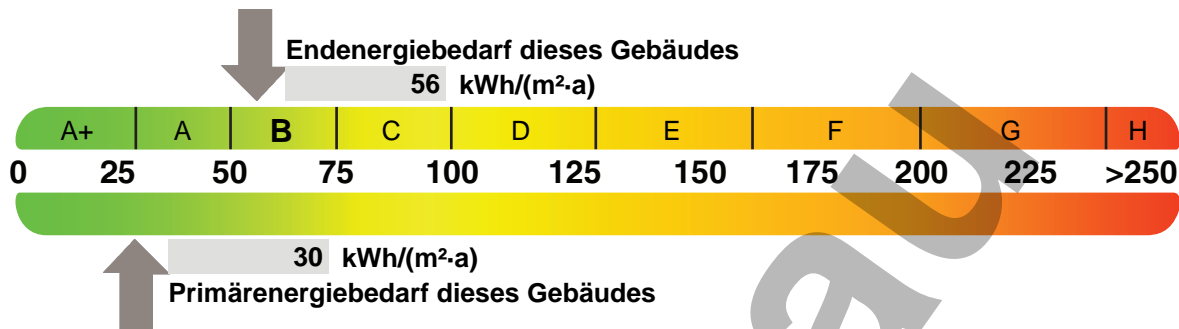 Endenergiebedarf dieses Gebäudes
56 kWh/(m²·a)
A+ A B C D E F G H
0 25 50 75 100 125 150 175 200 225 >250
30 kWh/(m²·a)
Primärenergiebedarf dieses Gebäudes
au